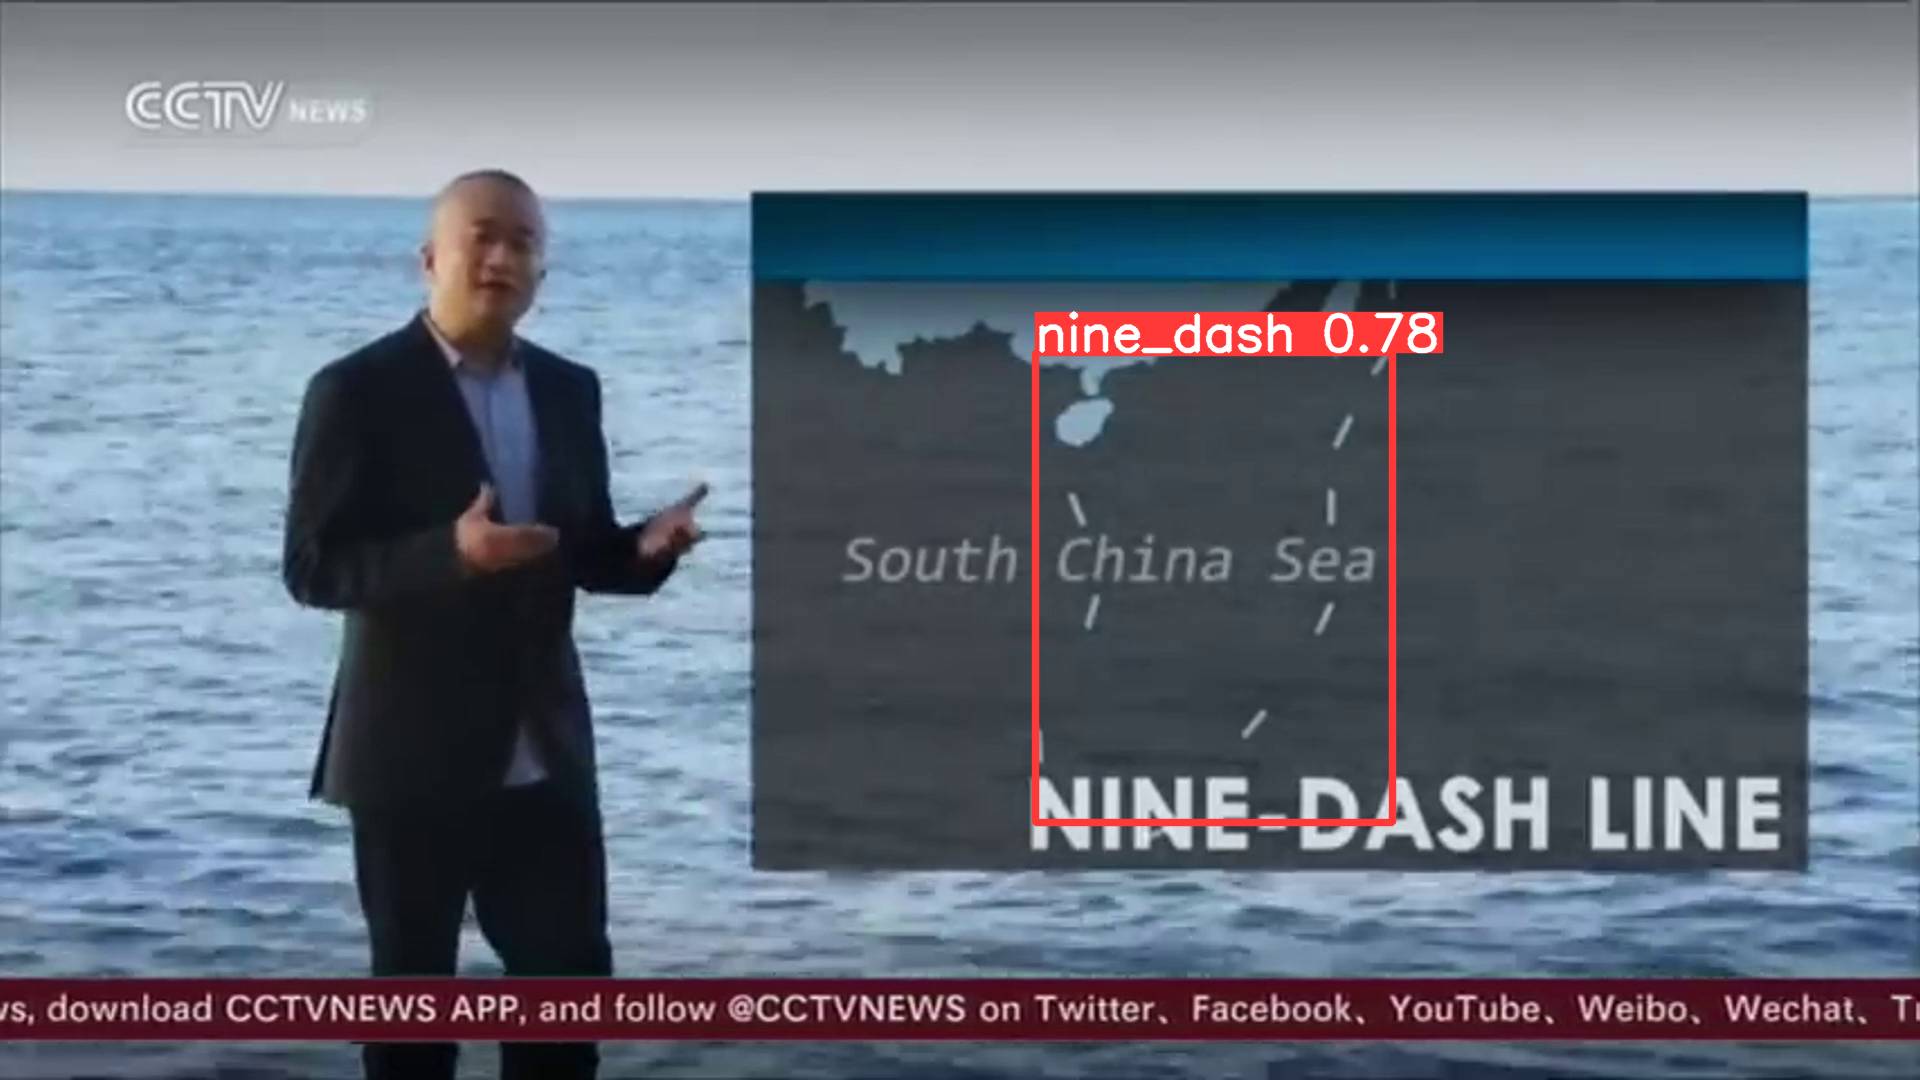 CCTV NEWS
nine_dash 0.78
South China Sea
NINE-DASH LINE
download CCTVNEWS APP, and follow @CCTVNEWS on Twitter、Facebook、YouTube、Weibo、Wechat、